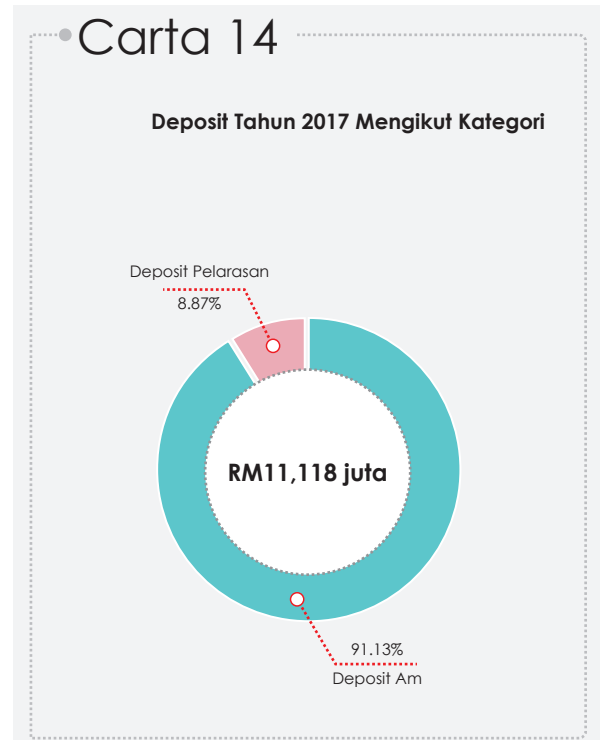 Carta 14
Deposit Tahun 2017 Mengikut Kategori
Deposit Pelarasan
8.87%
RM11,118 juta
91.13%
Deposit Am